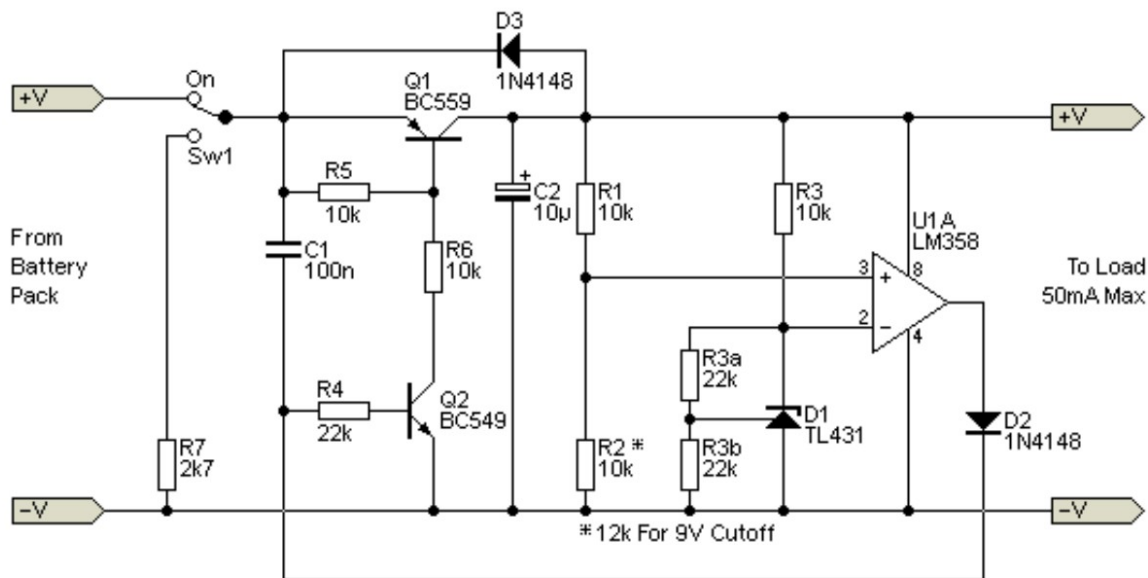 D3
1N4148
On
+V
Q1
BC559
+V
Sw1
R5
10k
C2
10µ
+
R1
10k
R3
10k
U1A
LM358
From
Battery
Pack
C1
100n
R6
10k
3
+
8
2
−
4
To Load
50mA Max
R3a
22k
R4
22k
Q2
BC549
D1
TL431
D2
1N4148
R7
2k7
R2 *
10k
R3b
22k
−V
−V
* 12k For 9V Cutoff